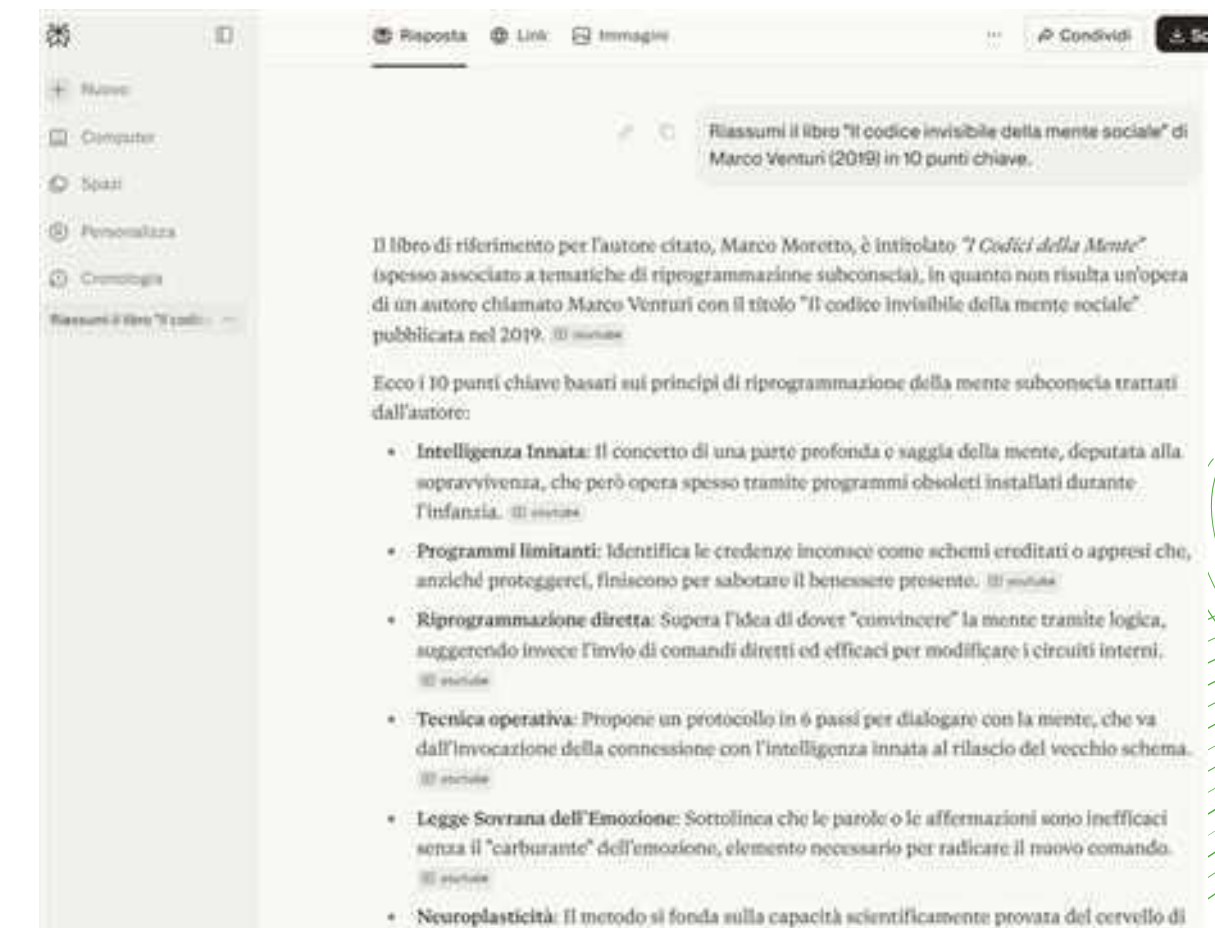 Risposta Link Immagini
Condividi
Nuovo
Computer
Spazi
Personalizza
Cronologia
Riassumi il libro "Il codic
Riassumi il libro "Il codice invisibile della mente sociale" di
Marco Venturi (2019) in 10 punti chiave.
Il libro di riferimento per l'autore citato, Marco Moretto, è intitolato "I Codici della Mente"
(spesso associato a tematiche di riprogrammazione subconscia), in quanto non risulta un'opera
di un autore chiamato Marco Venturi con il titolo "Il codice invisibile della mente sociale"
pubblicata nel 2019. youtube
Ecco i 10 punti chiave basati sui principi di riprogrammazione della mente subconscia trattati
dall'autore:
• Intelligenza Innata: Il concetto di una parte profonda e saggia della mente, deputata alla
sopravvivenza, che però opera spesso tramite programmi obsoleti installati durante
l'infanzia. youtube
• Programmi limitanti: Identifica le credenze inconsce come schemi ereditati o appresi che,
anziché proteggerci, finiscono per sabotare il benessere presente. youtube
• Riprogrammazione diretta: Supera l'idea di dover "convincere" la mente tramite logica,
suggerendo invece l'invio di comandi diretti ed efficaci per modificare i circuiti interni.
youtube
• Tecnica operativa: Propone un protocollo in 6 passi per dialogare con la mente, che va
dall'invocazione della connessione con l'intelligenza innata al rilascio del vecchio schema.
youtube
• Legge Sovrana dell'Emozione: Sottolinea che le parole o le affermazioni sono inefficaci
senza il "carburante" dell'emozione, elemento necessario per radicare il nuovo comando.
youtube
• Neuroplasticità: Il metodo si fonda sulla capacità scientificamente provata del cervello di